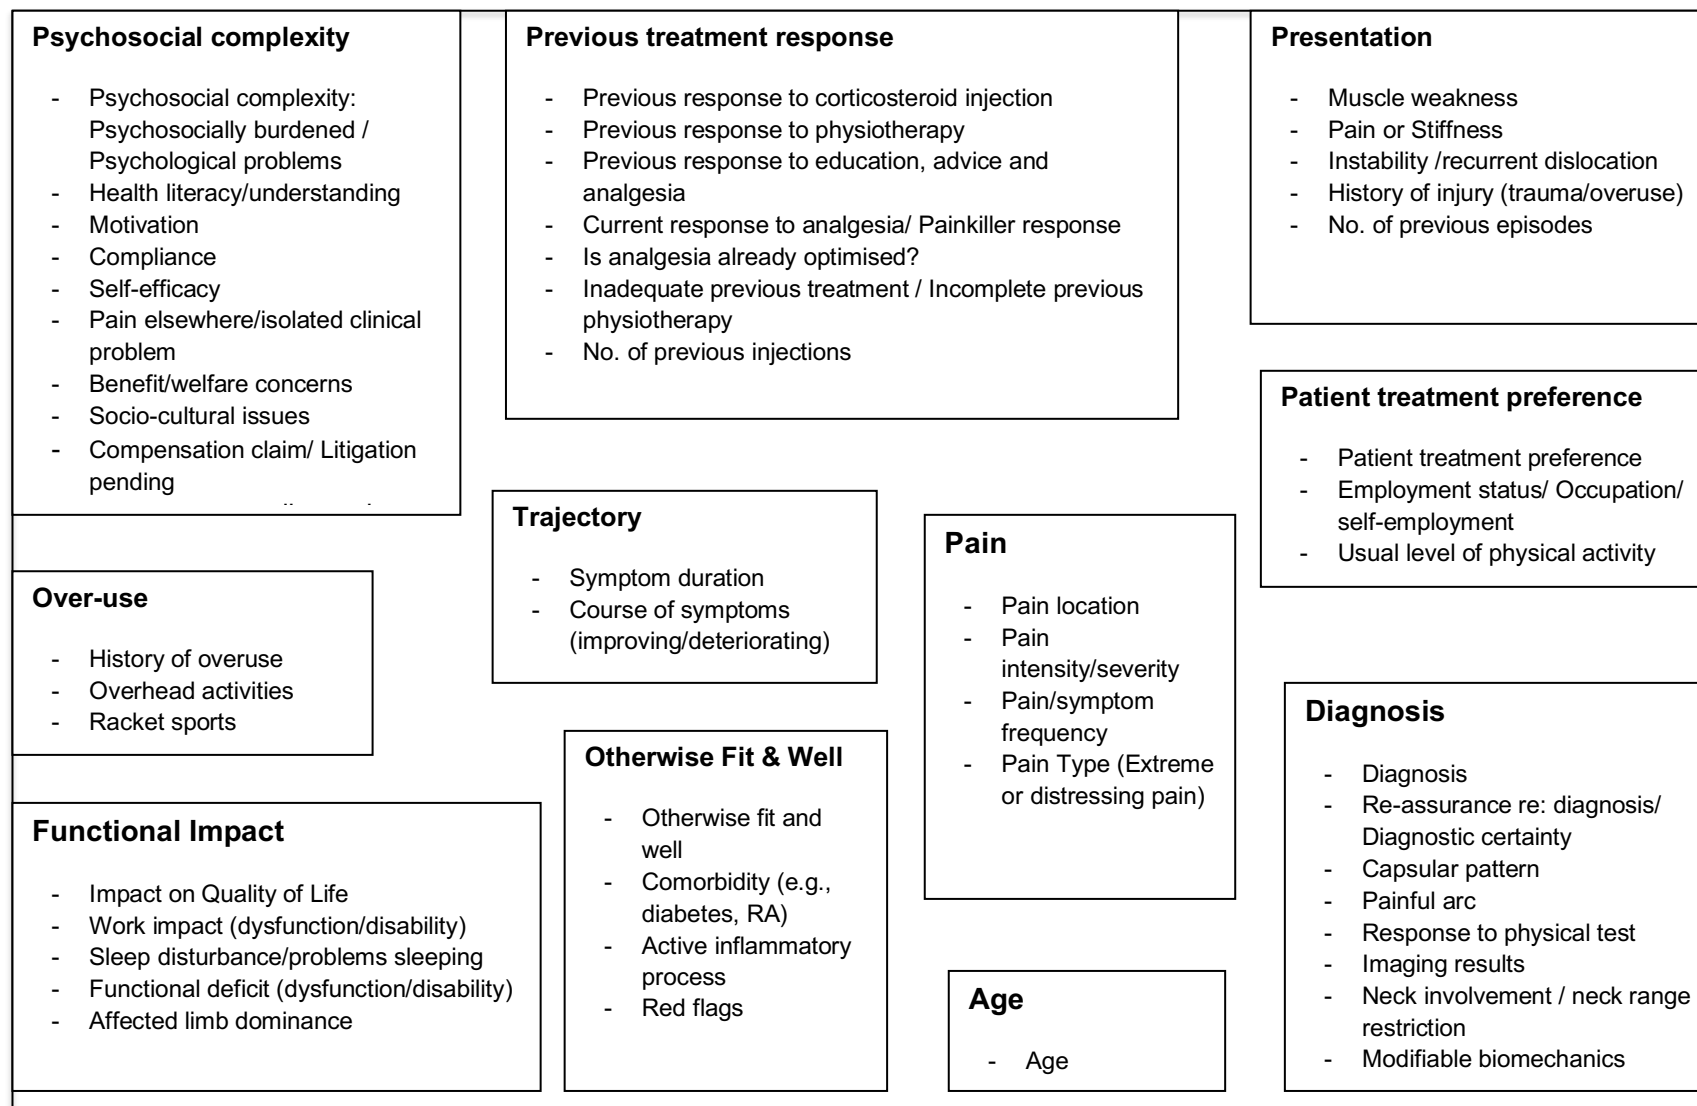 Psychosocial complexity
- Psychosocial complexity:
Psychosocially burdened /
Psychological problems
- Health literacy/understanding
- Motivation
- Compliance
- Self-efficacy
- Pain elsewhere/isolated clinical
problem
- Benefit/welfare concerns
- Socio-cultural issues
- Compensation claim/ Litigation
pending
Previous treatment response
- Previous response to corticosteroid injection
- Previous response to physiotherapy
- Previous response to education, advice and
analgesia
- Current response to analgesia/ Painkiller response
- Is analgesia already optimised?
- Inadequate previous treatment / Incomplete previous
physiotherapy
- No. of previous injections
Presentation
- Muscle weakness
- Pain or Stiffness
- Instability /recurrent dislocation
- History of injury (trauma/overuse)
- No. of previous episodes
Patient treatment preference
- Patient treatment preference
- Employment status/ Occupation/
self-employment
- Usual level of physical activity
Trajectory
- Symptom duration
- Course of symptoms
(improving/deteriorating)
Pain
- Pain location
- Pain
intensity/severity
- Pain/symptom
frequency
- Pain Type (Extreme
or distressing pain)
Over-use
- History of overuse
- Overhead activities
- Racket sports
Otherwise Fit & Well
- Otherwise fit and
well
- Comorbidity (e.g.,
diabetes, RA)
- Active inflammatory
process
- Red flags
Diagnosis
- Diagnosis
- Re-assurance re: diagnosis/
Diagnostic certainty
- Capsular pattern
- Painful arc
- Response to physical test
- Imaging results
- Neck involvement / neck range
restriction
- Modifiable biomechanics
Functional Impact
- Impact on Quality of Life
- Work impact (dysfunction/disability)
- Sleep disturbance/problems sleeping
- Functional deficit (dysfunction/disability)
- Affected limb dominance
Age
- Age